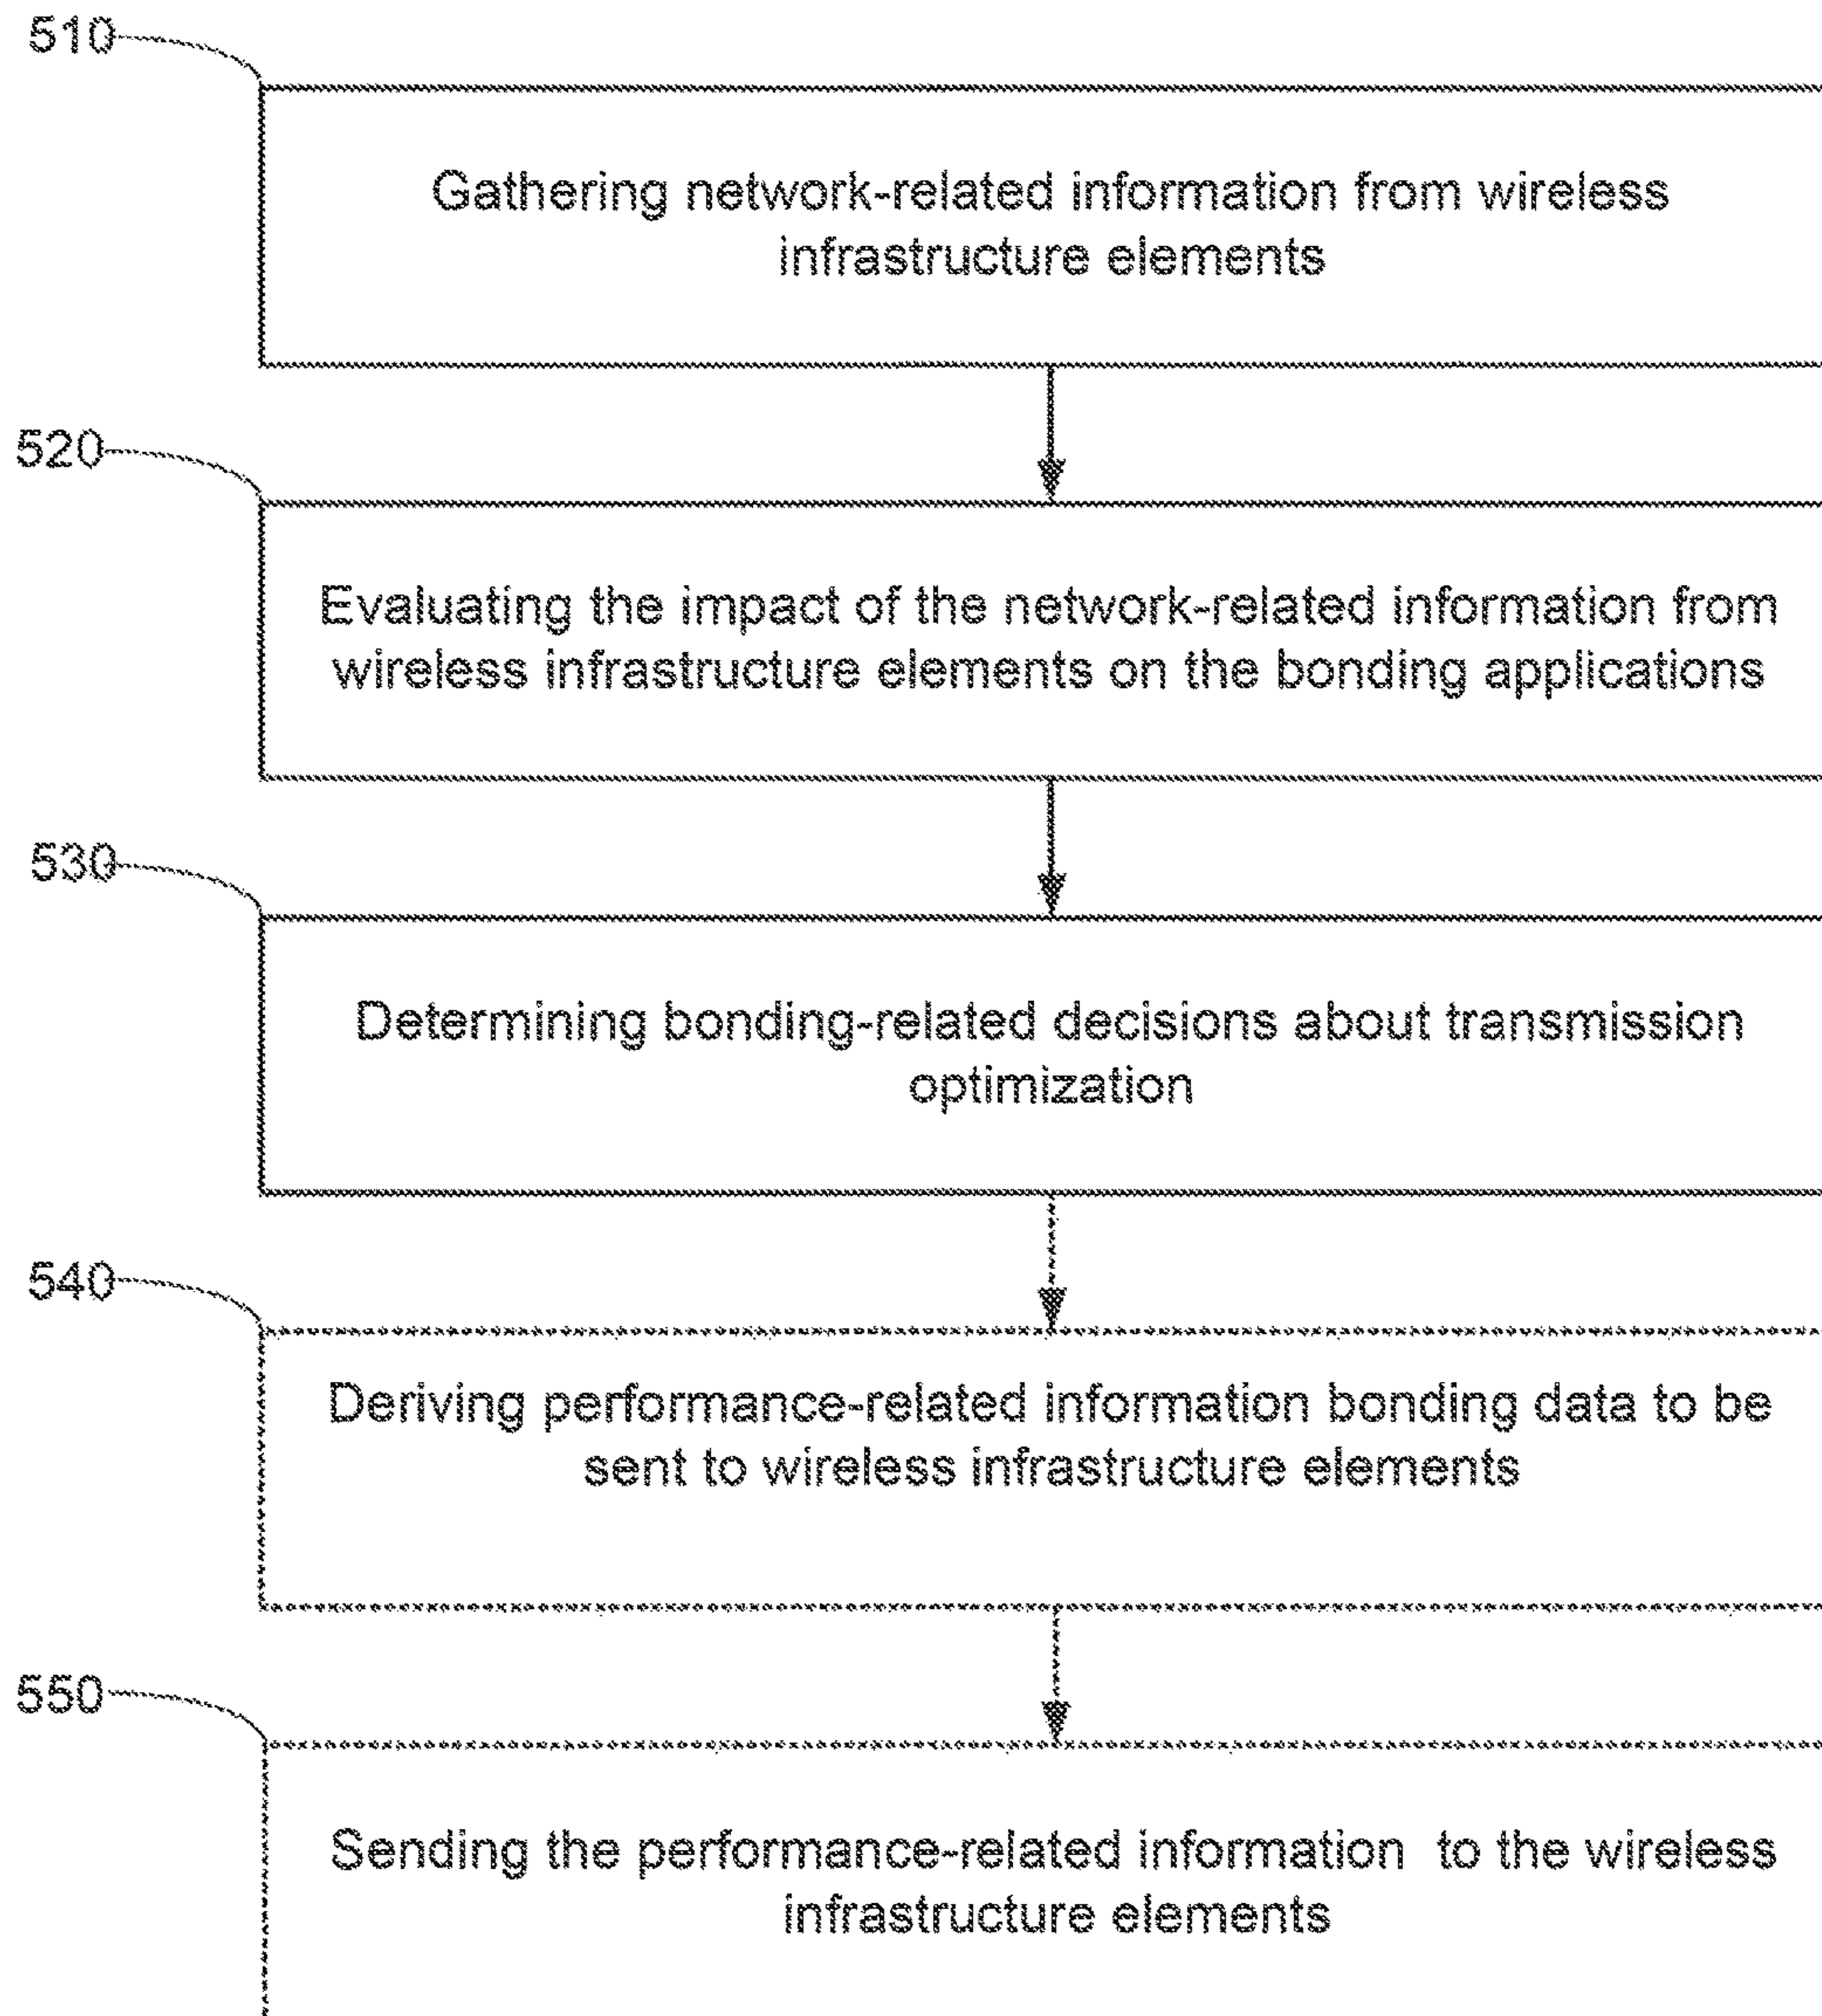 510
Gathering network-related information from wireless
infrastructure elements
520
Evaluating the impact of the network-related information from
wireless infrastructure elements on the bonding applications
530
Determining bonding-related decisions about transmission
optimization
540
Deriving performance-related information bonding data to be
sent to wireless infrastructure elements
550
Sending the performance-related information to the wireless
infrastructure elements